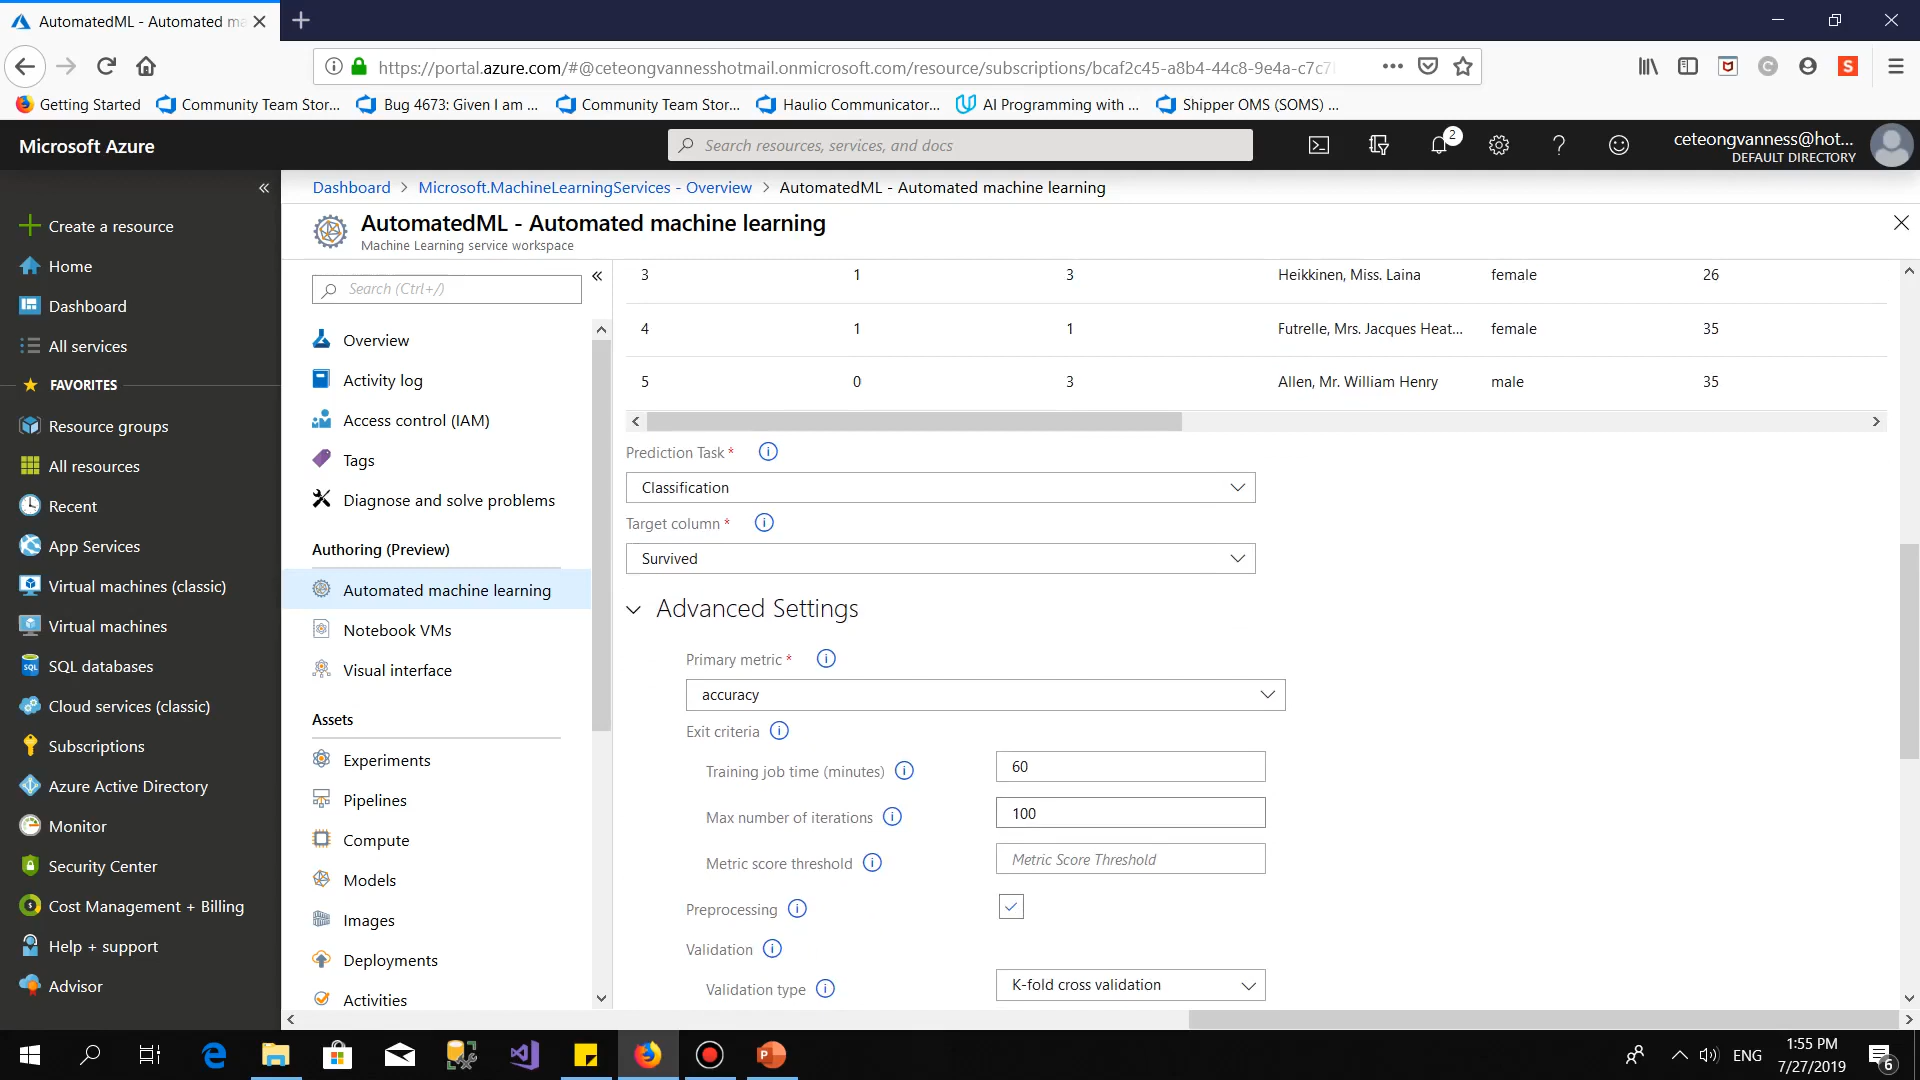 AutomatedML - Automated ma
https://portal.azure.com/#@ceteongvannesshotmail.onmicrosoft.com/resource/subscriptions/bcaf2c45-a8b4-44c8-9e4a-c7c7
Getting Started
Community Team Stor...
Bug 4673: Given I am ...
Community Team Stor...
Haulio Communicator...
AI Programming with ...
Shipper OMS (SOMS) ...
Microsoft Azure
Search resources, services, and docs
2
ceteongvanness@hot...
DEFAULT DIRECTORY
Dashboard > Microsoft.MachineLearningServices - Overview > AutomatedML - Automated machine learning
AutomatedML - Automated machine learning
Machine Learning service workspace
Create a resource
Home
Dashboard
All services
FAVORITES
Resource groups
All resources
Recent
App Services
Virtual machines (classic)
Virtual machines
SQL databases
Cloud services (classic)
Subscriptions
Azure Active Directory
Monitor
Security Center
Cost Management + Billing
Help + support
Advisor
Search (Ctrl+/)
Overview
Activity log
Access control (IAM)
Tags
Diagnose and solve problems
Authoring (Preview)
Automated machine learning
Notebook VMs
Visual interface
Assets
Experiments
Pipelines
Compute
Models
Images
Deployments
Activities
3 1 3 Heikkinen, Miss. Laina female 26
4 1 1 Futrelle, Mrs. Jacques Heat... female 35
5 0 3 Allen, Mr. William Henry male 35
Prediction Task *
Classification
Target column *
Survived
Advanced Settings
Primary metric *
accuracy
Exit criteria
Training job time (minutes)
60
Max number of iterations
100
Metric score threshold
Metric Score Threshold
Preprocessing
Validation
Validation type
K-fold cross validation
ENG
1:55 PM
7/27/2019
6